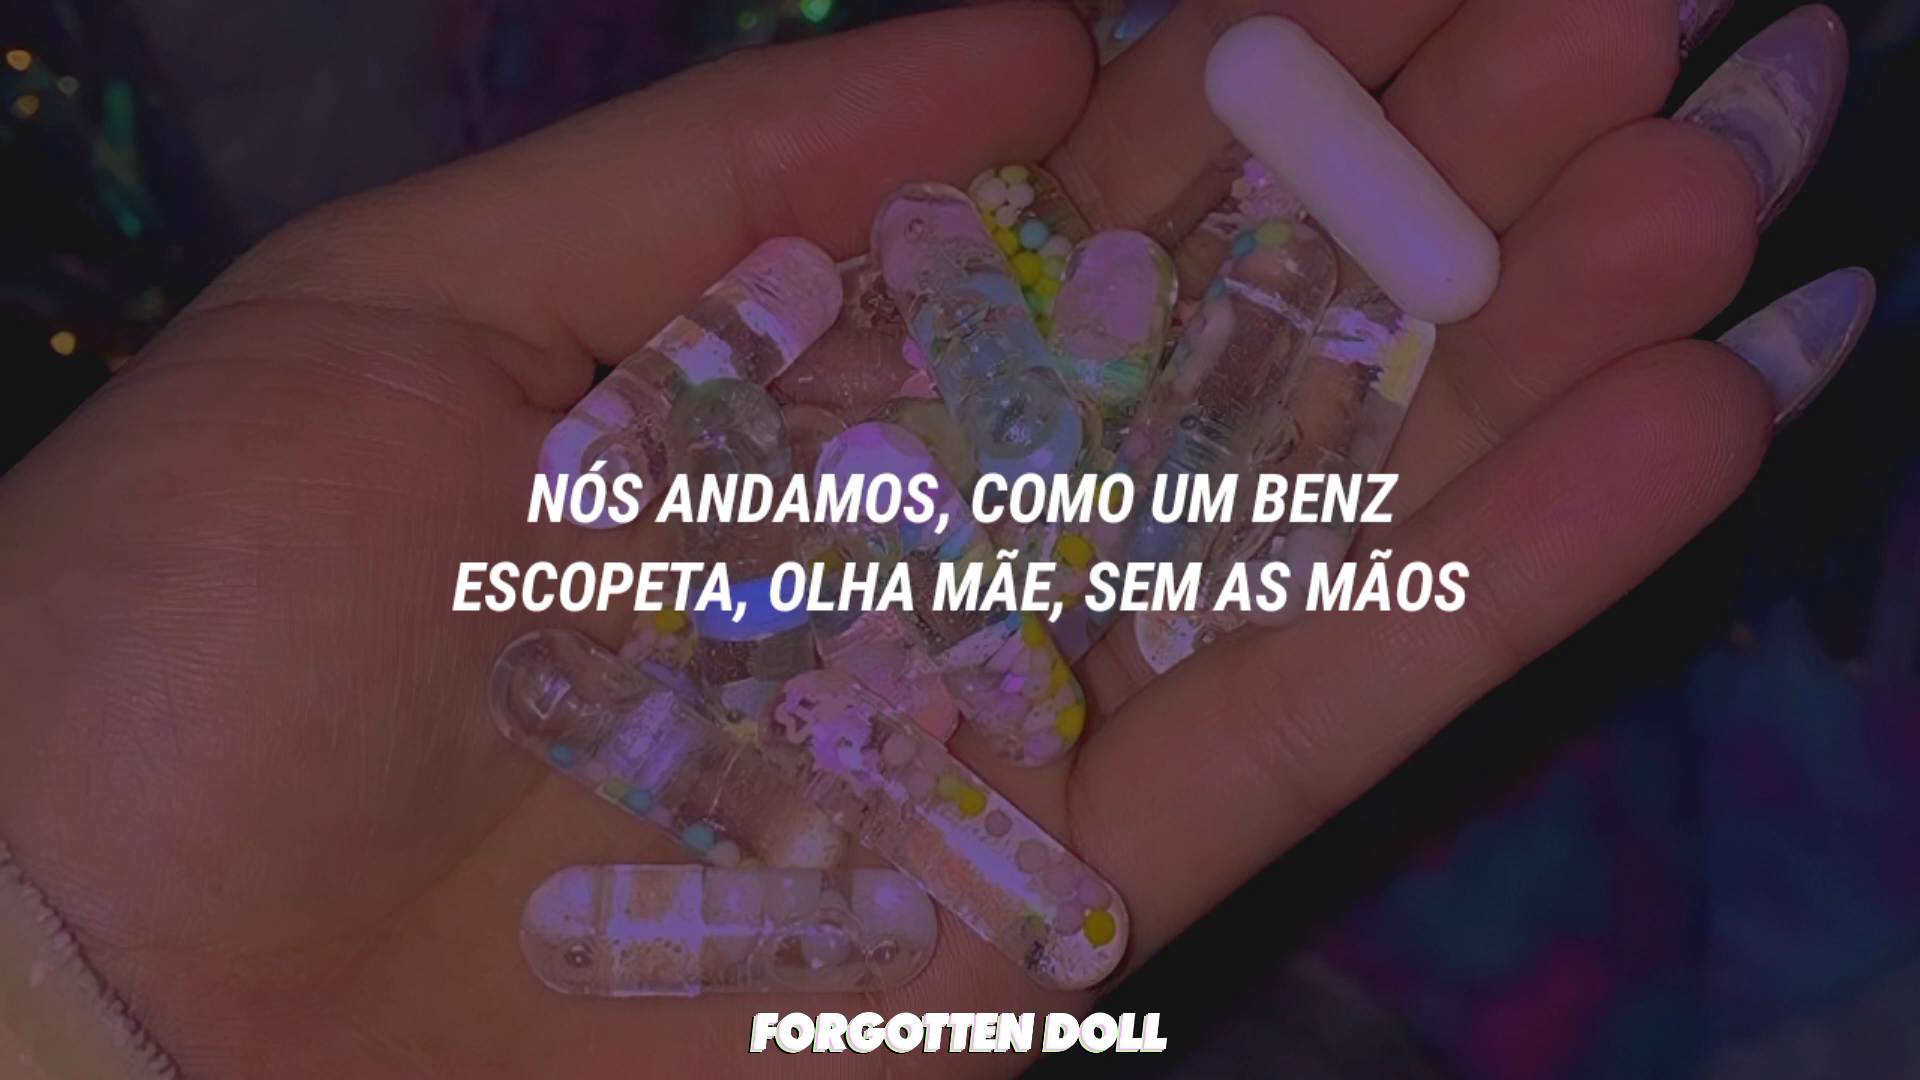 NÓS ANDAMOS, COMO UM BENZ
ESCOPETA, OLHA MÃE, SEM AS MÃOS
FORGOTTEN DOLL